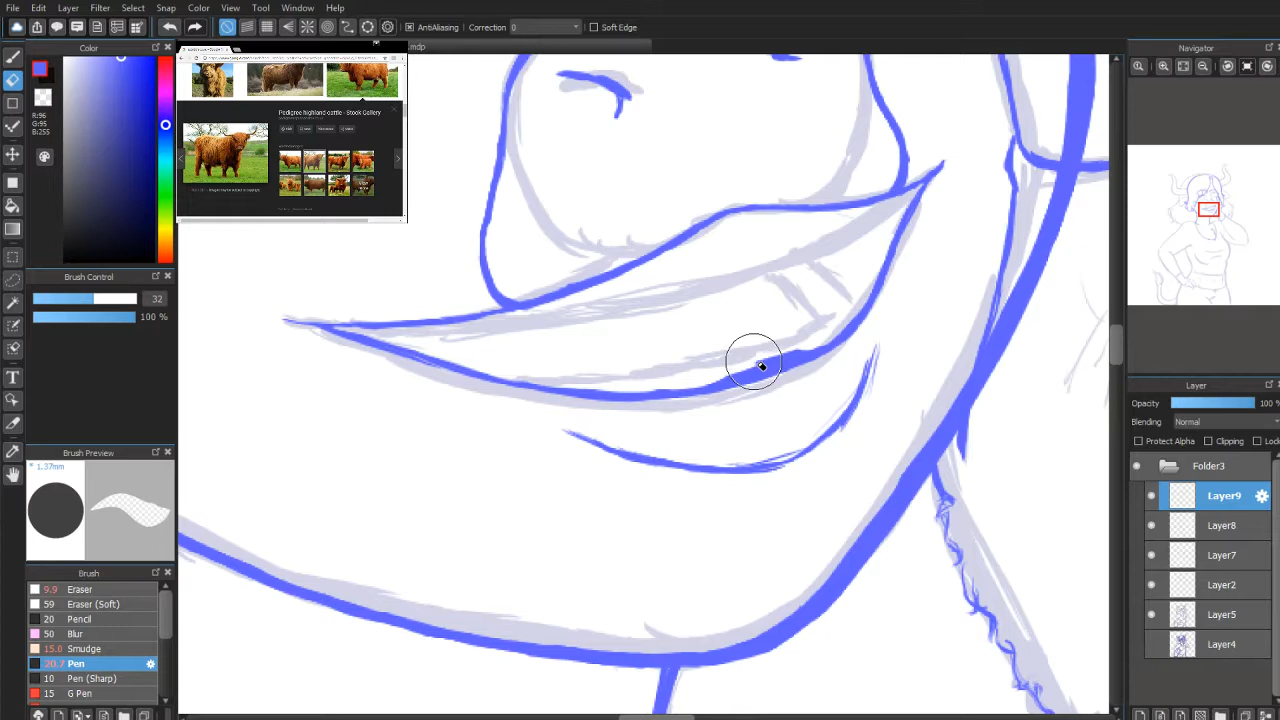 File Edit Layer Filter Snap Select Color View Tool Window Help
AntiAliasing Correction 0 Soft Edge
.mdp
Color
R:96
G:95
B:255
Pedigree highland cattle - Stock Gallery
Brush Control
32
100 %
Brush Preview
* 1.37mm
Brush
9.9 Eraser
59 Eraser (Soft)
20 Pencil
50 Blur
15.0 Smudge
20.7 Pen
10 Pen (Sharp)
15 G Pen
Navigator
Layer
Opacity 100 %
Blending Normal
Protect Alpha Clipping Loc
Folder3
Layer9
Layer8
Layer7
Layer2
Layer5
Layer4